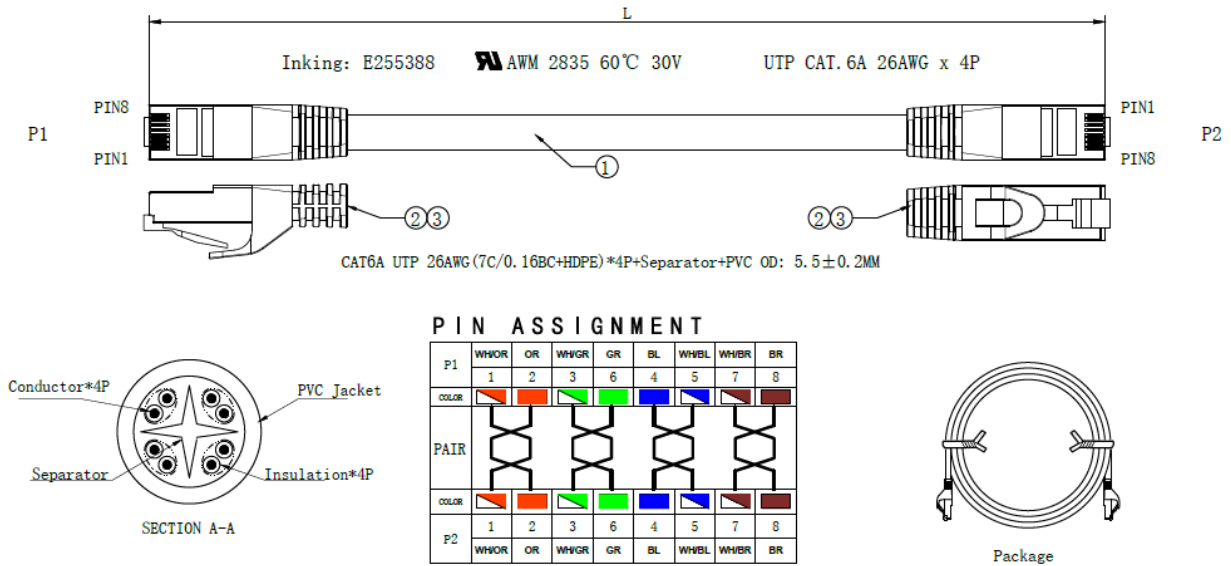 L
Inking: E255388 RU AWM 2835 60℃ 30V UTP CAT.6A 26AWG x 4P
PIN8 PIN1
P1 P2
PIN1 PIN8
①
②③ ②③
CAT6A UTP 26AWG(7C/0.16BC+HDPE)*4P+Separator+PVC OD: 5.5±0.2MM
PIN ASSIGNMENT
P1 WH/OR OR WH/GR GR BL WH/BL WH/BR BR
1 2 3 6 4 5 7 8
COLOR
PAIR
COLOR
P2 1 2 3 6 4 5 7 8
WH/OR OR WH/GR GR BL WH/BL WH/BR BR
Conductor*4P
PVC Jacket
Separator
Insulation*4P
SECTION A-A
Package